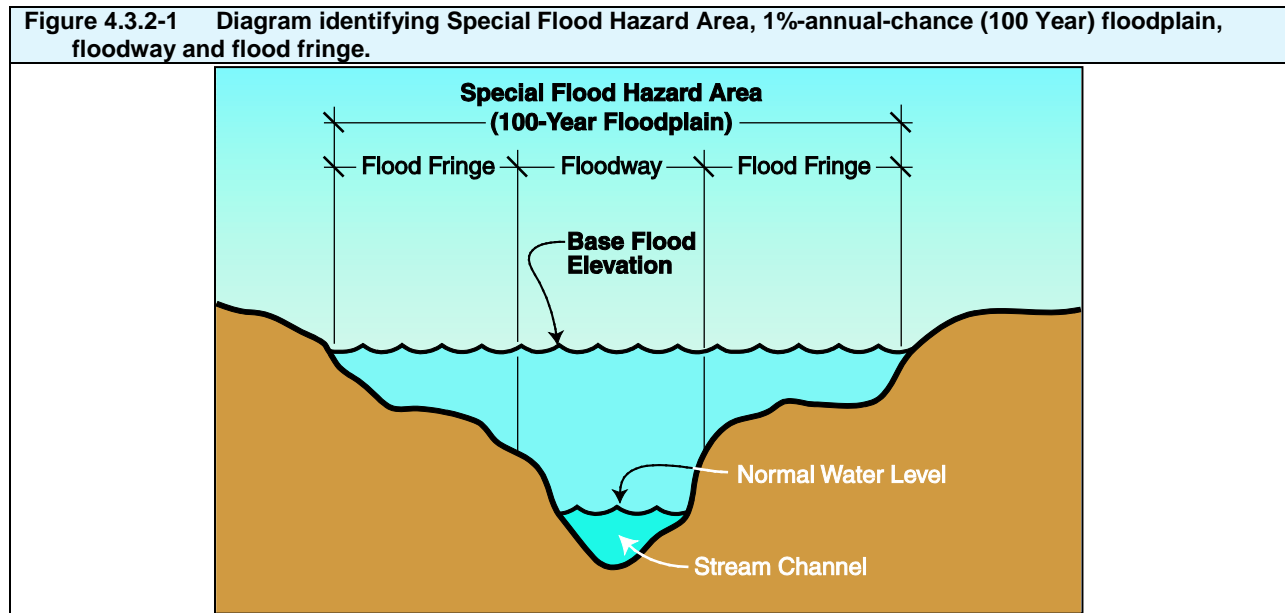 Figure 4.3.2-1 Diagram identifying Special Flood Hazard Area, 1%-annual-chance (100 Year) floodplain,
floodway and flood fringe.
Special Flood Hazard Area
(100-Year Floodplain)
Flood Fringe Floodway Flood Fringe
Base Flood
Elevation
Normal Water Level
Stream Channel